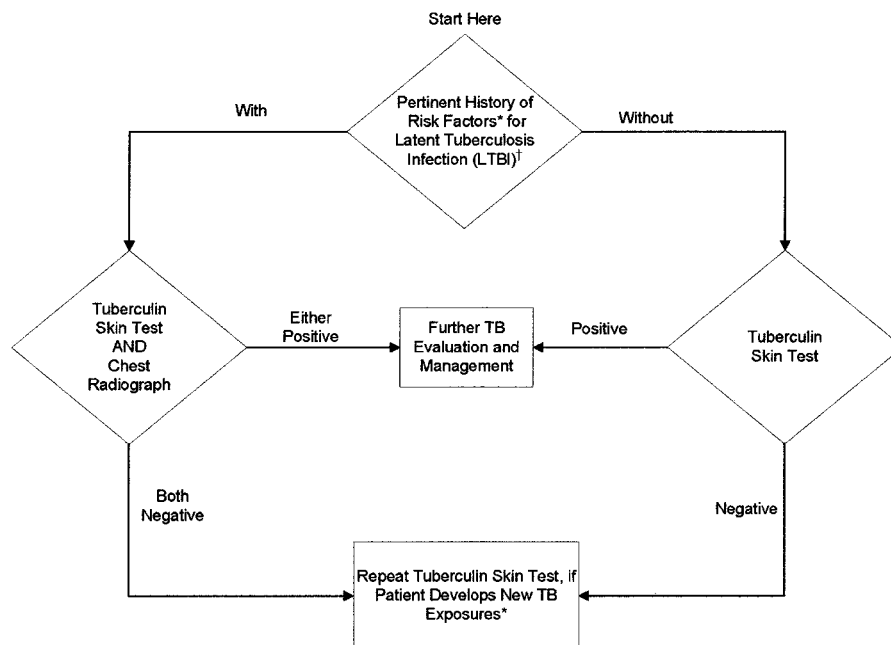 Start Here
Pertinent History of
Risk Factors* for
Latent Tuberculosis
Infection (LTBI)†
With
Without
Tuberculin
Skin Test
AND
Chest
Radiograph
Either
Positive
Further TB
Evaluation and
Management
Positive
Tuberculin
Skin Test
Both
Negative
Negative
Repeat Tuberculin Skin Test, if
Patient Develops New TB
Exposures*